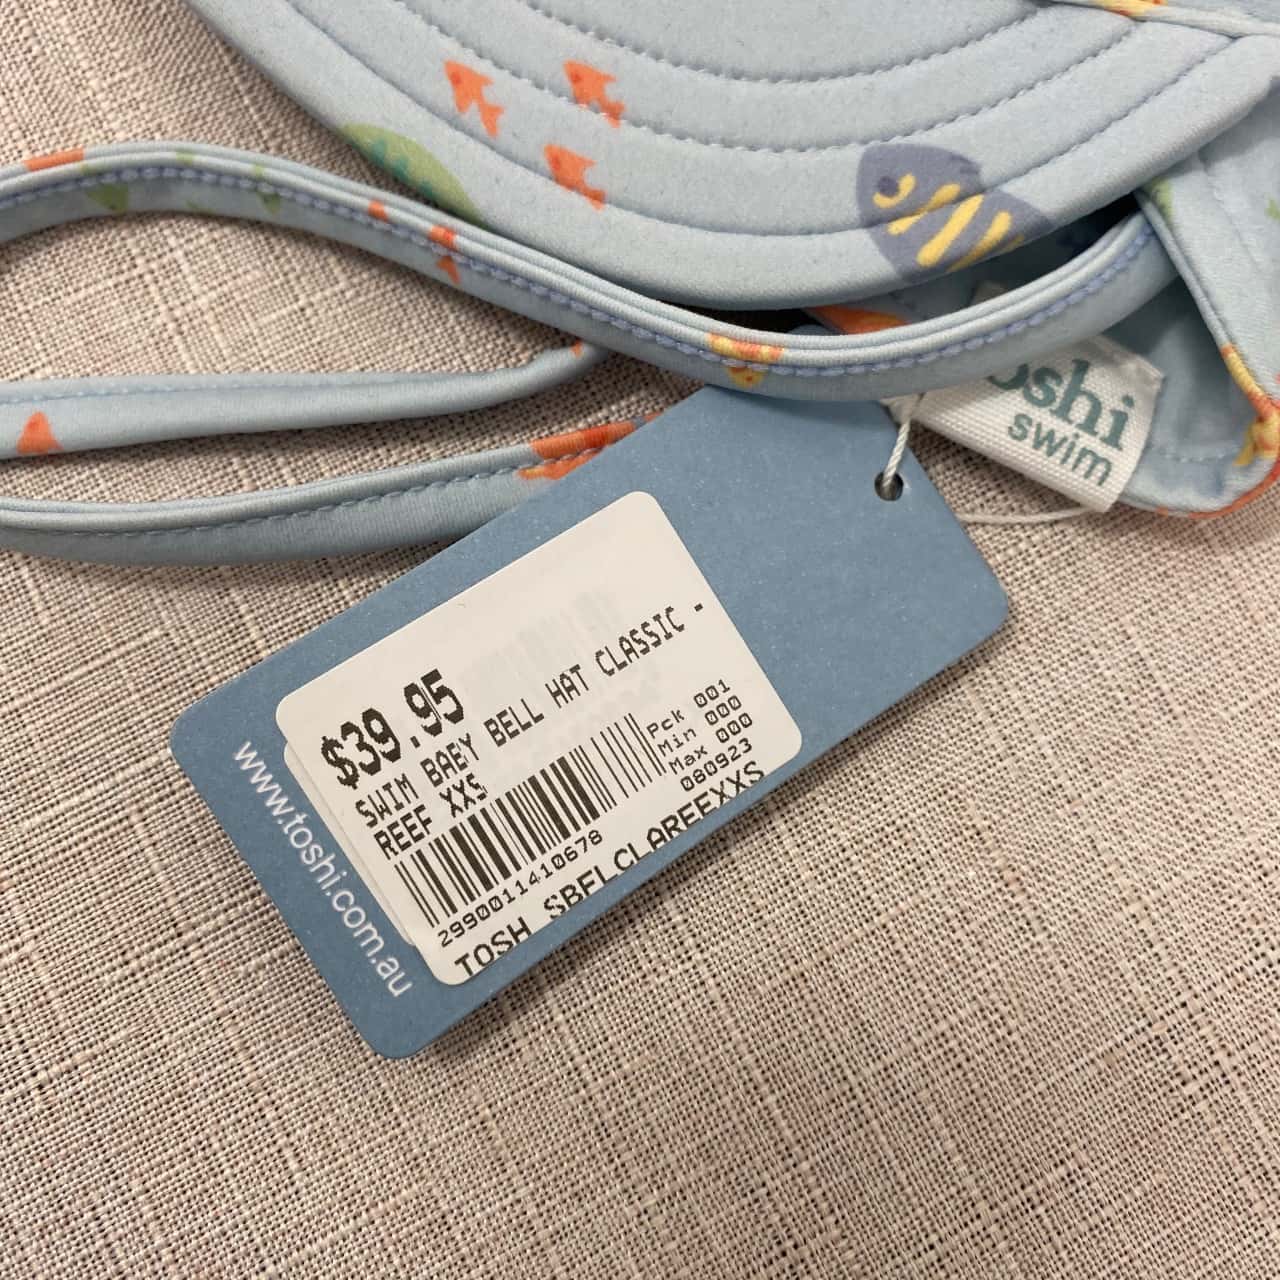 oshi
swim
$39.95
SWIM BABY BELL HAT CLASSIC -
REEF XXS
Pck 001
Min 000
Max 000
080923
2990011410678
TOSH SBELCLAREEXXS
www.toshi.com.au